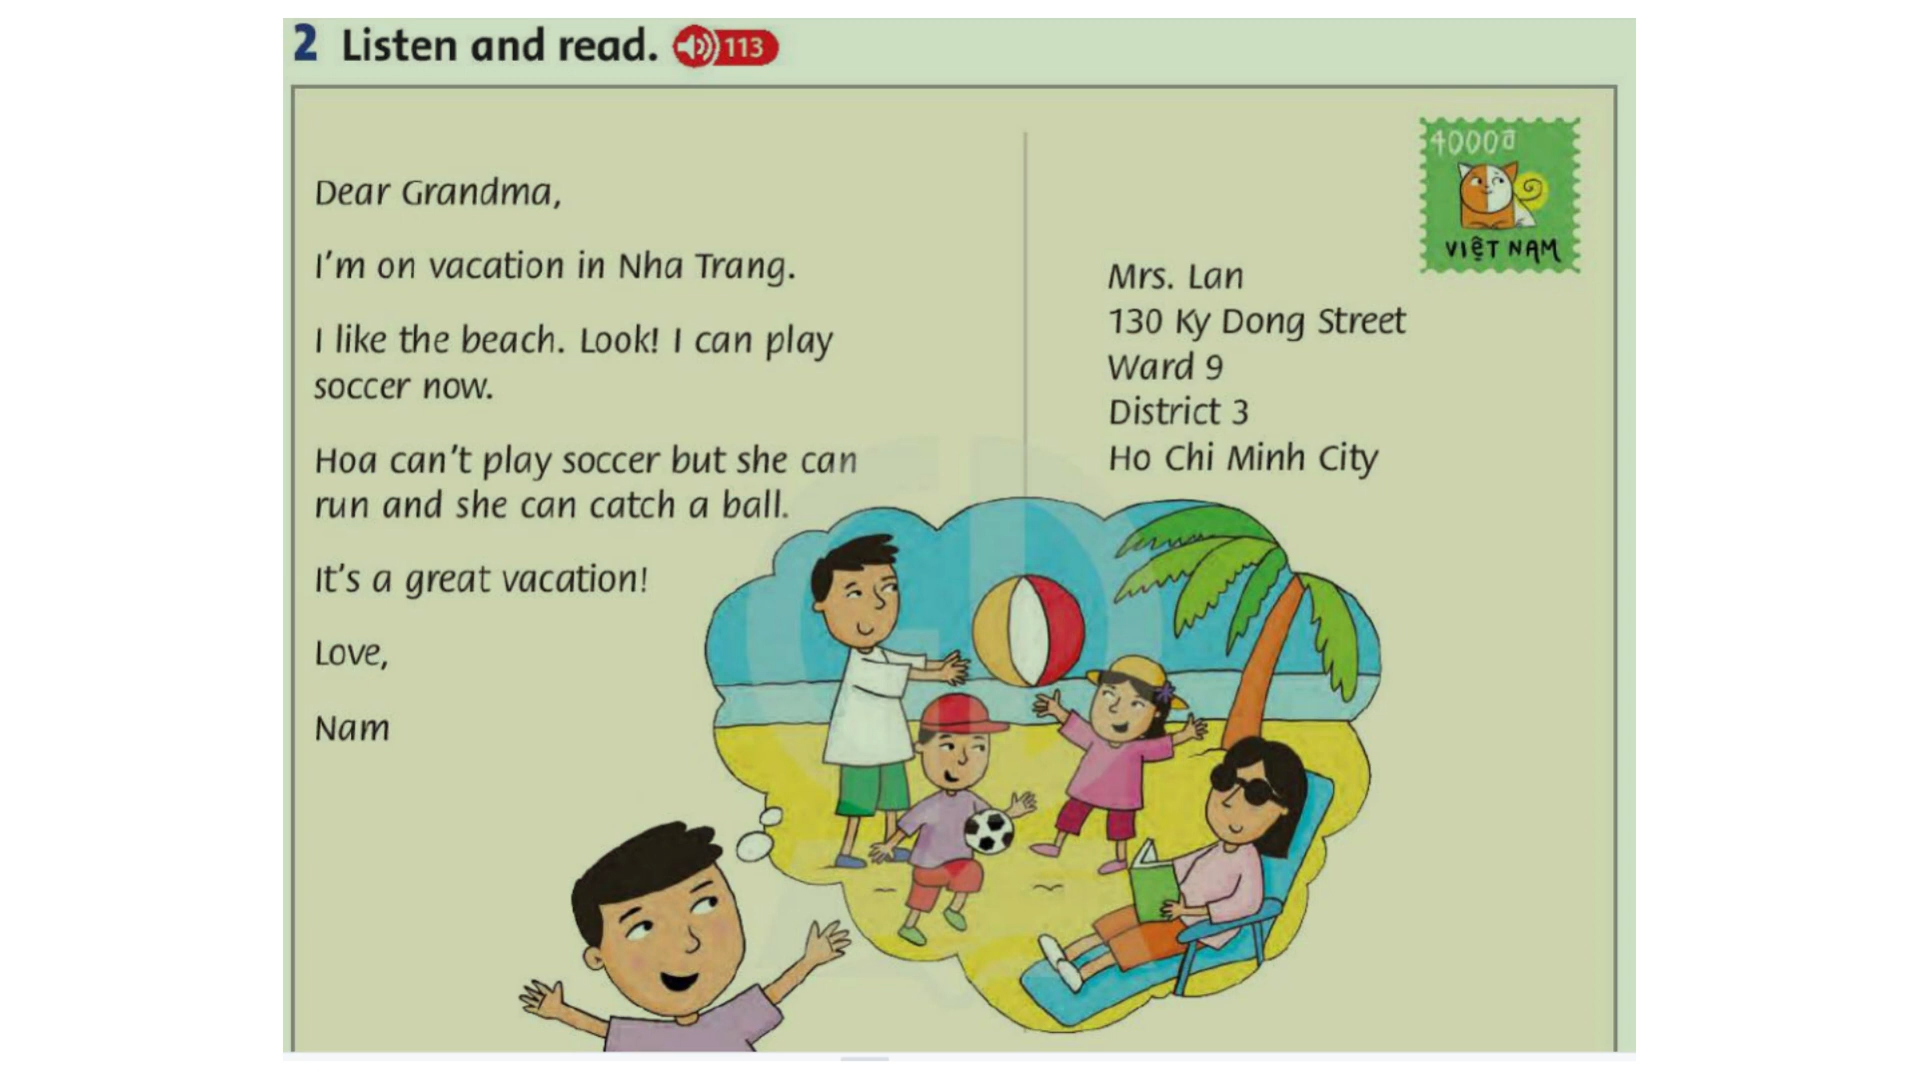 2 Listen and read. 113
Dear Grandma,
I'm on vacation in Nha Trang.
I like the beach. Look! I can play
soccer now.
Hoa can't play soccer but she can
run and she can catch a ball.
It's a great vacation!
Love,
Nam
4000đ
VIỆT NAM
Mrs. Lan
130 Ky Dong Street
Ward 9
District 3
Ho Chi Minh City